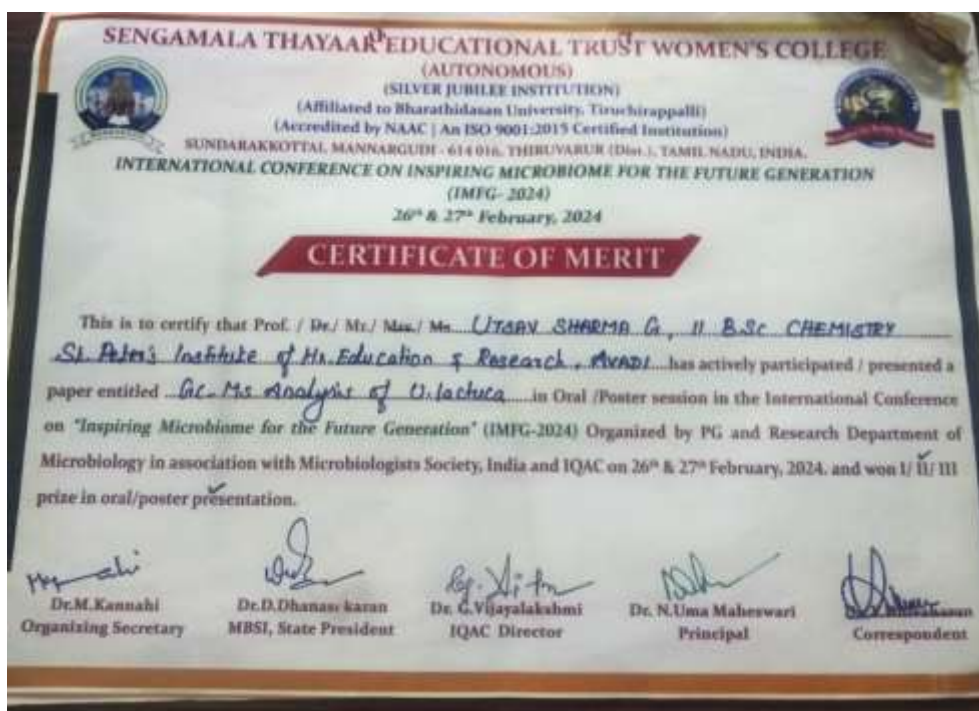 SENGAMALA THAYAAR EDUCATIONAL TRUST WOMEN'S COLLEGE
(AUTONOMOUS)
(SILVER JUBILEE INSTITUTION)
(Affiliated to Bharathidasan University, Tiruchirappalli)
(Accredited by NAAC | An ISO 9001:2015 Certified Institution)
SUNDARAKKOTTAI, MANNARGUDI - 614 016, THIRUVARUR (Dist.), TAMIL NADU, INDIA.
INTERNATIONAL CONFERENCE ON INSPIRING MICROBIOME FOR THE FUTURE GENERATION
(IMFG- 2024)
26th & 27th February, 2024
CERTIFICATE OF MERIT
This is to certify that Prof. / Dr./ Mr./ Mrs./ Ms. UTSAV SHARMA G, II B.Sc CHEMISTRY
St. Peter's Institute of Hr. Education & Research, AVADI has actively participated / presented a
paper entitled GC-MS Analysis of U. lactuca in Oral /Poster session in the International Conference
on "Inspiring Microbiome for the Future Generation" (IMFG-2024) Organized by PG and Research Department of
Microbiology in association with Microbiologists Society, India and IQAC on 26th & 27th February, 2024. and won I/ II/ III
prize in oral/poster presentation.
Dr.M.Kannahi Dr.D.Dhanasekaran Dr. G.Vijayalakshmi Dr. N.Uma Maheswari
Organizing Secretary MBSI, State President IQAC Director Principal Correspondent